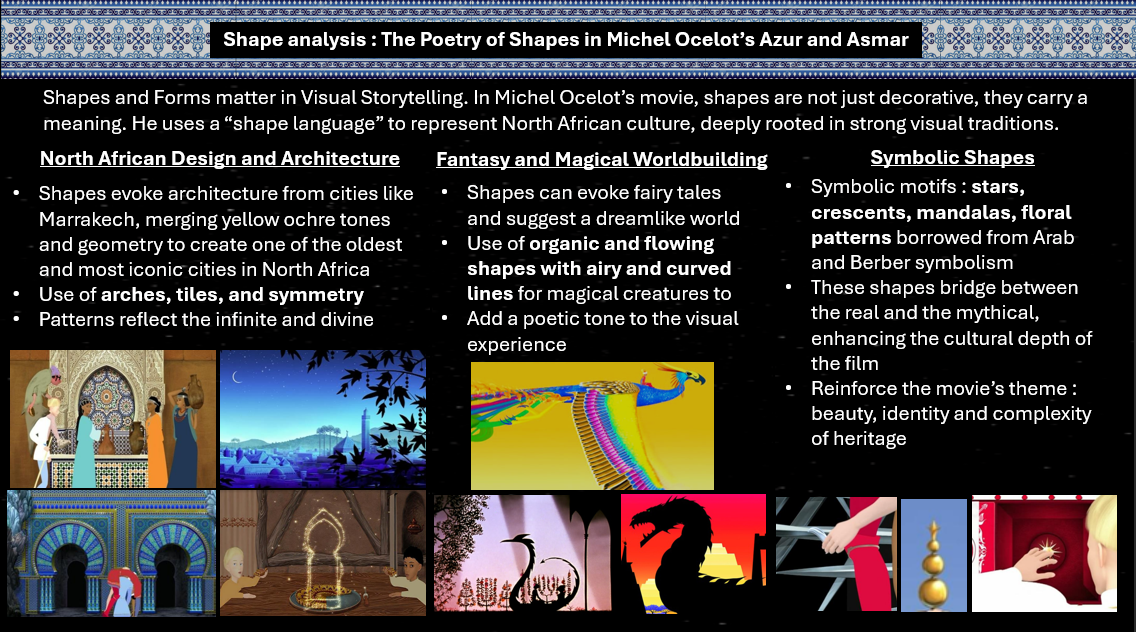 Shape analysis : The Poetry of Shapes in Michel Ocelot's Azur and Asmar
Shapes and Forms matter in Visual Storytelling. In Michel Ocelot's movie, shapes are not just decorative, they carry a
meaning. He uses a “shape language” to represent North African culture, deeply rooted in strong visual traditions.
North African Design and Architecture
• Shapes evoke architecture from cities like
Marrakech, merging yellow ochre tones
and geometry to create one of the oldest
and most iconic cities in North Africa
• Use of arches, tiles, and symmetry
• Patterns reflect the infinite and divine
Fantasy and Magical Worldbuilding
• Shapes can evoke fairy tales
and suggest a dreamlike world
• Use of organic and flowing
shapes with airy and curved
lines for magical creatures to
• Add a poetic tone to the visual
experience
Symbolic Shapes
• Symbolic motifs : stars,
crescents, mandalas, floral
patterns borrowed from Arab
and Berber symbolism
• These shapes bridge between
the real and the mythical,
enhancing the cultural depth of
the film
• Reinforce the movie's theme :
beauty, identity and complexity
of heritage